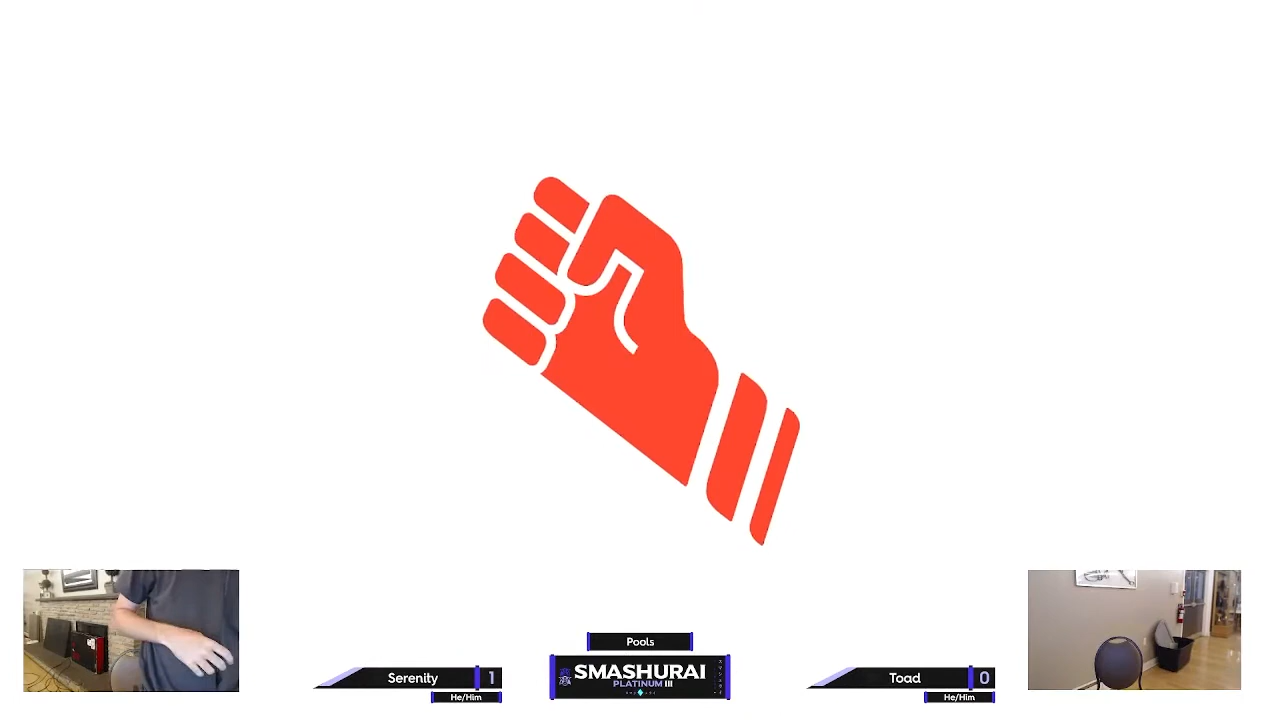 Pools
SMASHURAI
PLATINUM III
Serenity 1
He/Him
Toad 0
He/Him